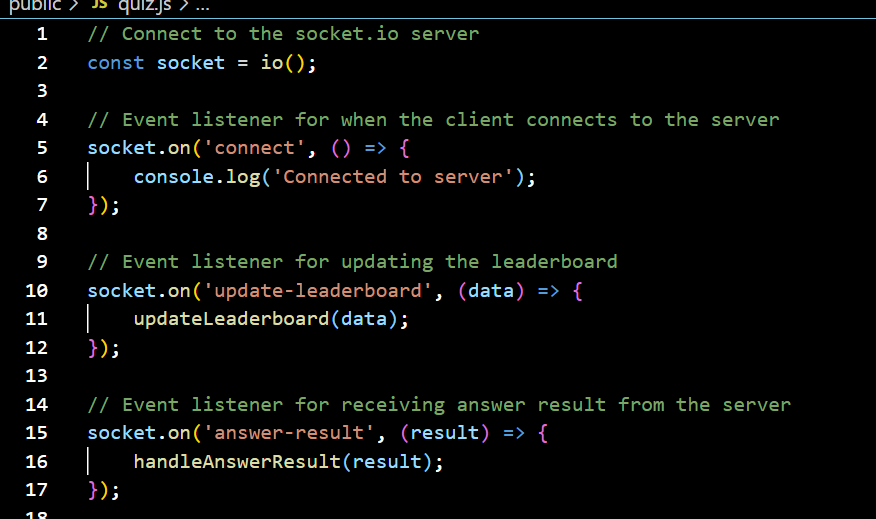 public > JS quiz.js > ...
1 // Connect to the socket.io server
2 const socket = io();
3
4 // Event listener for when the client connects to the server
5 socket.on('connect', () => {
6     console.log('Connected to server');
7 });
8
9 // Event listener for updating the leaderboard
10 socket.on('update-leaderboard', (data) => {
11     updateLeaderboard(data);
12 });
13
14 // Event listener for receiving answer result from the server
15 socket.on('answer-result', (result) => {
16     handleAnswerResult(result);
17 });
18